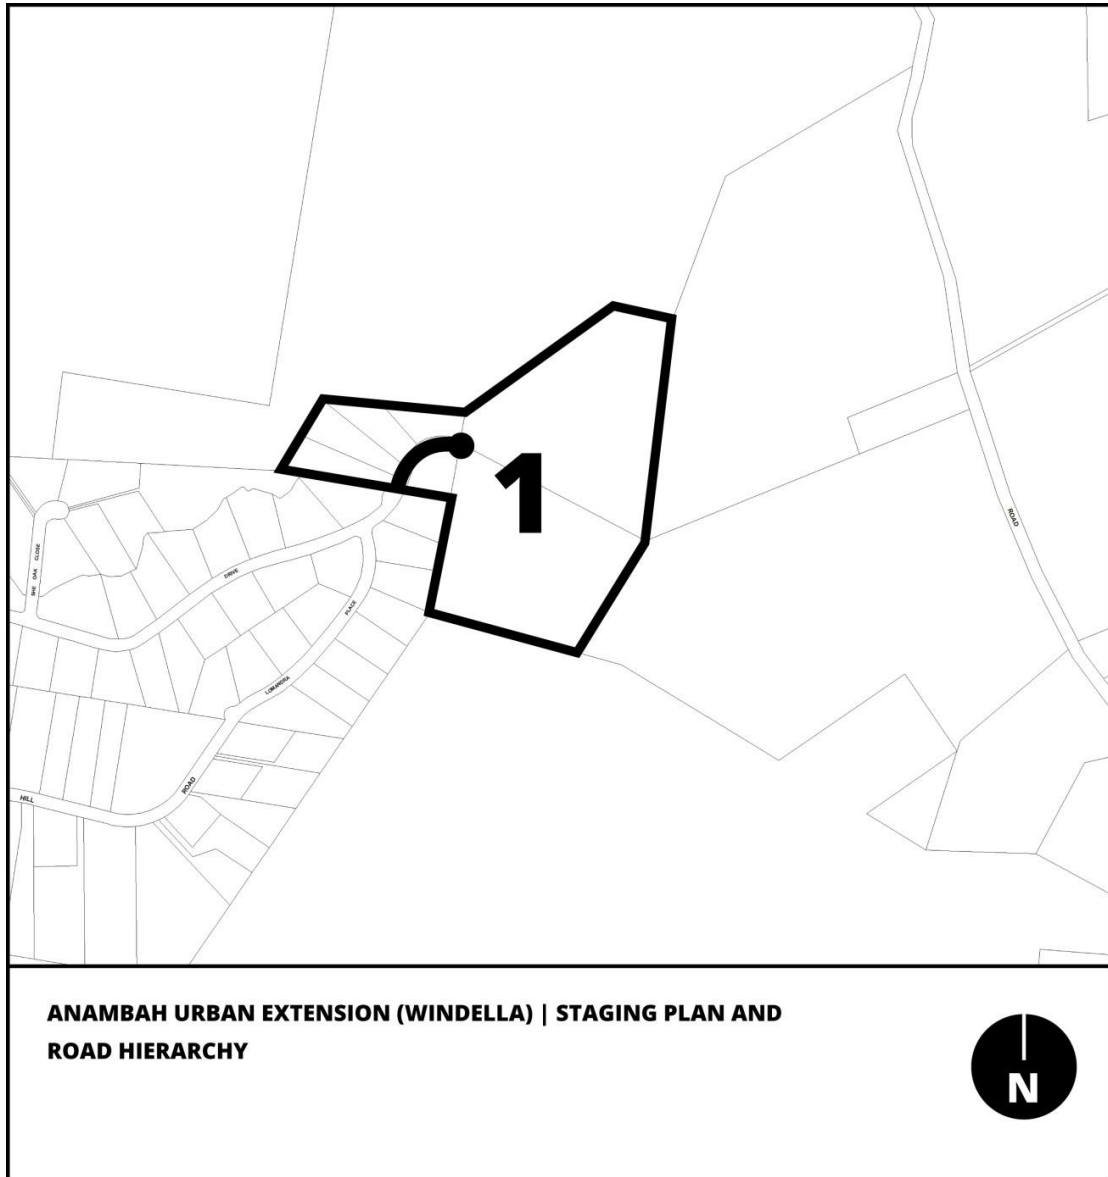 1
ROAD
SHE OAK CLOSE
DRIVE
PLACE
LOMANDRA
ROAD
HILL
ANAMBAH URBAN EXTENSION (WINDELLA) | STAGING PLAN AND
ROAD HIERARCHY
N